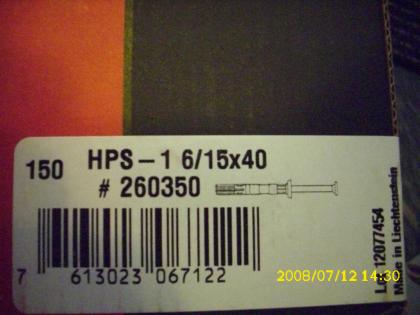 150 HPS-1 6/15x40
# 260350
7 613023 067122
12077454
Made in Liechtenstein
2008/07/12 14:30